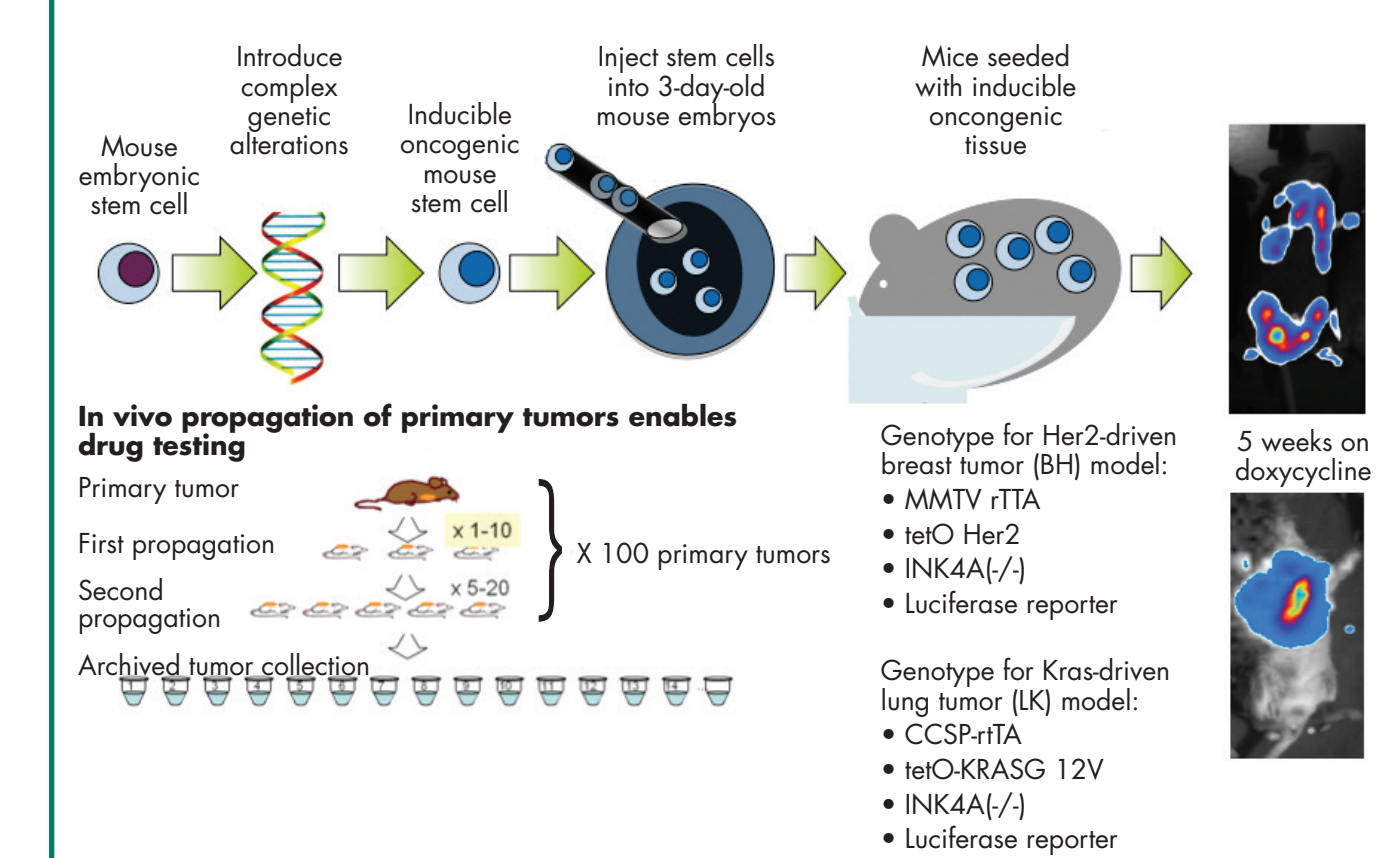 Mouse
embryonic
stem cell
Introduce
complex
genetic
alterations
Inducible
oncogenic
mouse
stem cell
Inject stem cells
into 3-day-old
mouse embryos
Mice seeded
with inducible
oncongenic
tissue
5 weeks on
doxycycline
In vivo propagation of primary tumors enables
drug testing
Primary tumor
x 1-10
First propagation
X 100 primary tumors
Second
propagation
x 5-20
Archived tumor collection
1 2 3 4 5 6 7 8 9 10 11 12 13 14 ...
Genotype for Her2-driven
breast tumor (BH) model:
• MMTV rTTA
• tetO Her2
• INK4A(-/-)
• Luciferase reporter
Genotype for Kras-driven
lung tumor (LK) model:
• CCSP-rtTA
• tetO-KRASG 12V
• INK4A(-/-)
• Luciferase reporter